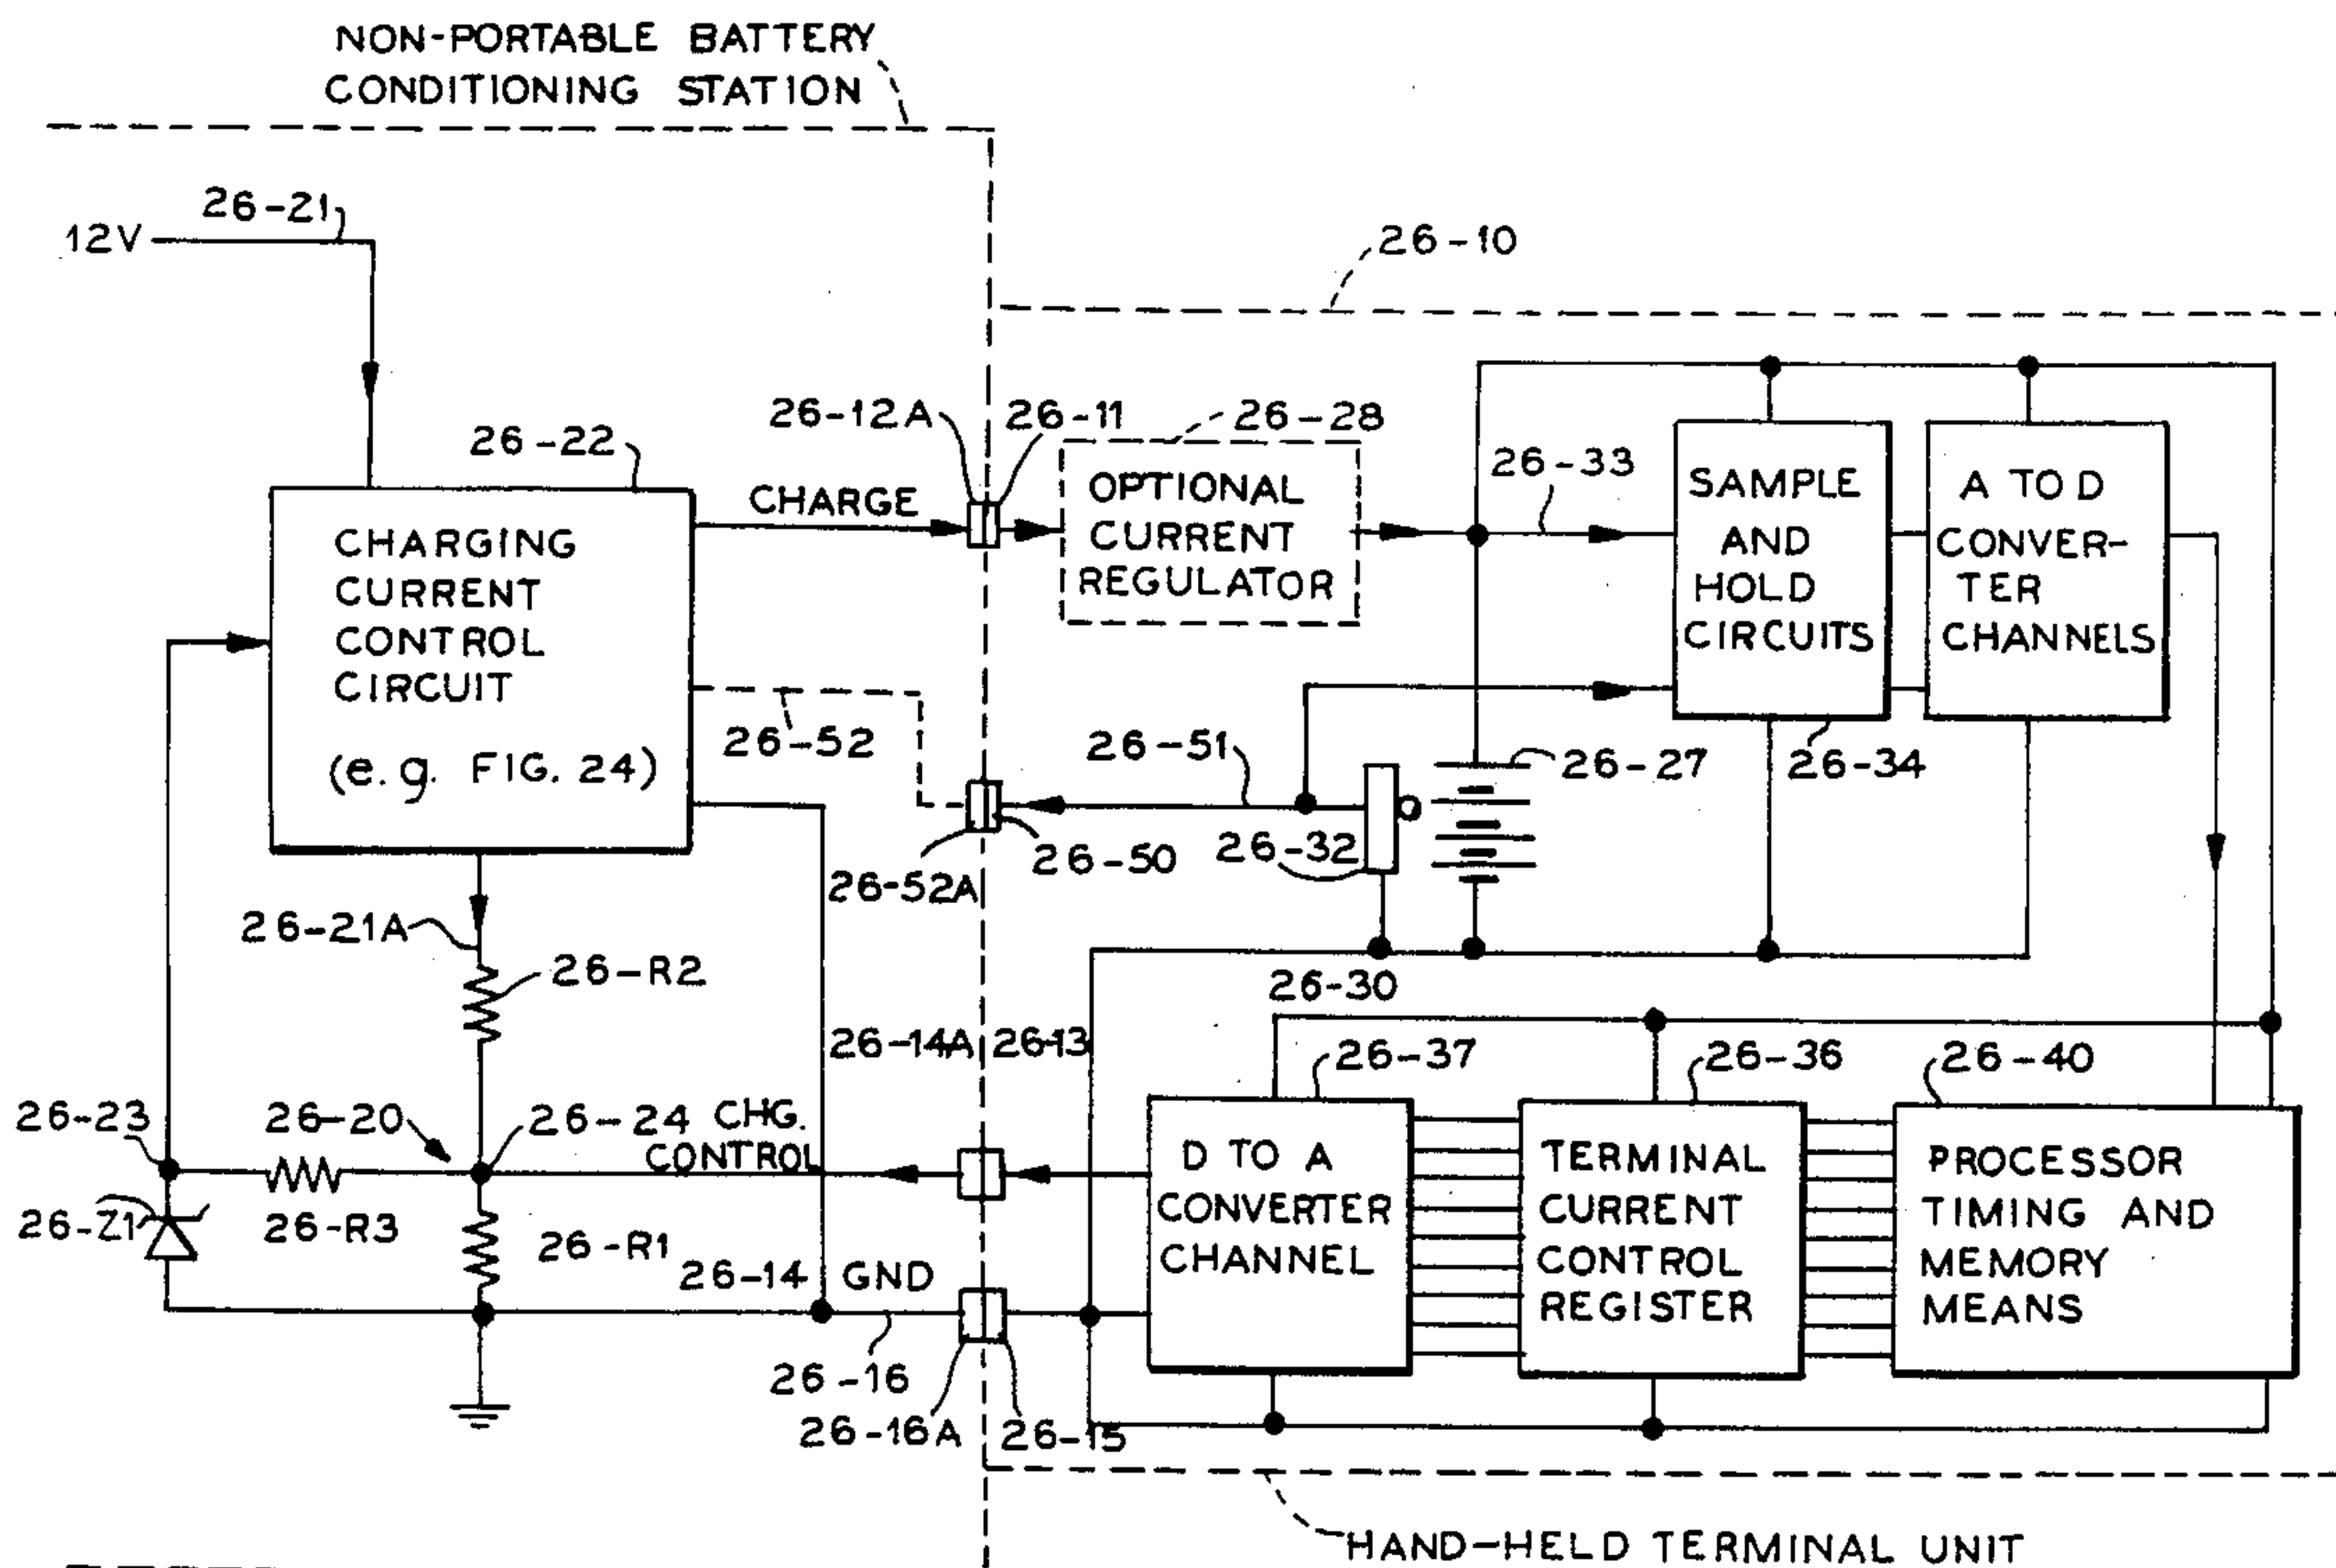 NON-PORTABLE BATTERY
CONDITIONING STATION
26-21
12V
26-10
26-12A
26-11
26-28
26-22
CHARGE
OPTIONAL
CURRENT
REGULATOR
26-33
SAMPLE
AND
HOLD
CIRCUITS
A TO D
CONVER-
TER
CHANNELS
CHARGING
CURRENT
CONTROL
CIRCUIT
(e.g. FIG. 24)
26-52
26-51
26-27
26-34
26-52A
26-50
26-32
26-21A
26-R2
26-30
26-14A
26-13
26-37
26-36
26-40
26-23
26-20
26-24
CHG.
CONTROL
26-Z1
26-R3
26-R1
26-14
GND
D TO A
CONVERTER
CHANNEL
TERMINAL
CURRENT
CONTROL
REGISTER
PROCESSOR
TIMING AND
MEMORY
MEANS
26-16
26-16A
26-15
HAND-HELD TERMINAL UNIT